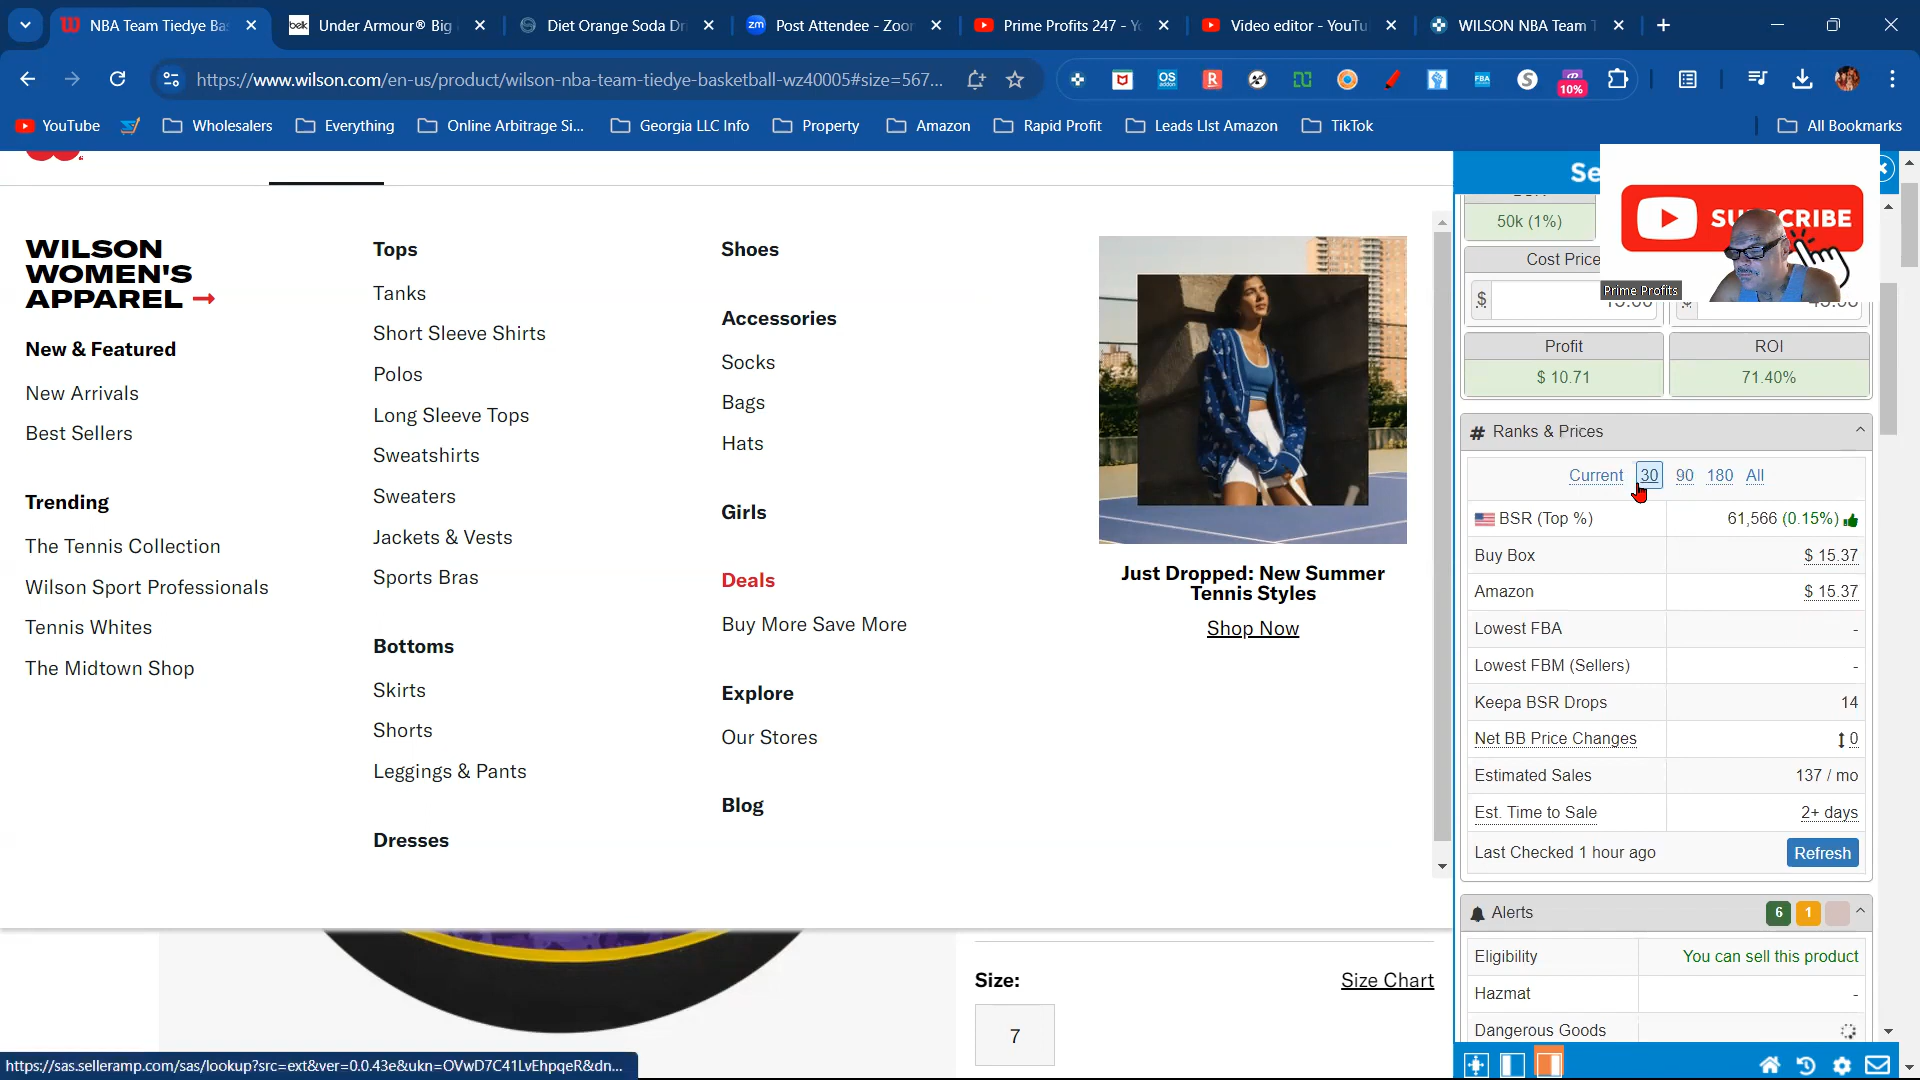 NBA Team Tiedye Ba
belk Under Armour® Big
Diet Orange Soda Dr
zm Post Attendee - Zoo
Prime Profits 247 - Y
Video editor - YouTu
WILSON NBA Team T
https://www.wilson.com/en-us/product/wilson-nba-team-tiedye-basketball-wz40005#size=567...
OS addon
R
FBA
S
10%
YouTube
Wholesalers
Everything
Online Arbitrage Si...
Georgia LLC Info
Property
Amazon
Rapid Profit
Leads LIst Amazon
TikTok
All Bookmarks
WILSON
WOMEN'S
APPAREL →
New & Featured
New Arrivals
Best Sellers
Trending
The Tennis Collection
Wilson Sport Professionals
Tennis Whites
The Midtown Shop
Tops
Tanks
Short Sleeve Shirts
Polos
Long Sleeve Tops
Sweatshirts
Sweaters
Jackets & Vests
Sports Bras
Bottoms
Skirts
Shorts
Leggings & Pants
Dresses
Shoes
Accessories
Socks
Bags
Hats
Girls
Deals
Buy More Save More
Explore
Our Stores
Blog
Just Dropped: New Summer
Tennis Styles
Shop Now
Size: Size Chart
7
https://sas.selleramp.com/sas/lookup?src=ext&ver=0.0.43e&ukn=OVwD7C41LvEhpqeR&dn...
Se
SU CRIBE
Prime Profits
50k (1%)
Cost Price
$
Profit ROI
$ 10.71 71.40%
# Ranks & Prices
Current 30 90 180 All
BSR (Top %) 61,566 (0.15%)
Buy Box $ 15.37
Amazon $ 15.37
Lowest FBA -
Lowest FBM (Sellers) -
Keepa BSR Drops 14
Net BB Price Changes 0
Estimated Sales 137 / mo
Est. Time to Sale 2+ days
Last Checked 1 hour ago Refresh
Alerts 6 1
Eligibility You can sell this product
Hazmat -
Dangerous Goods